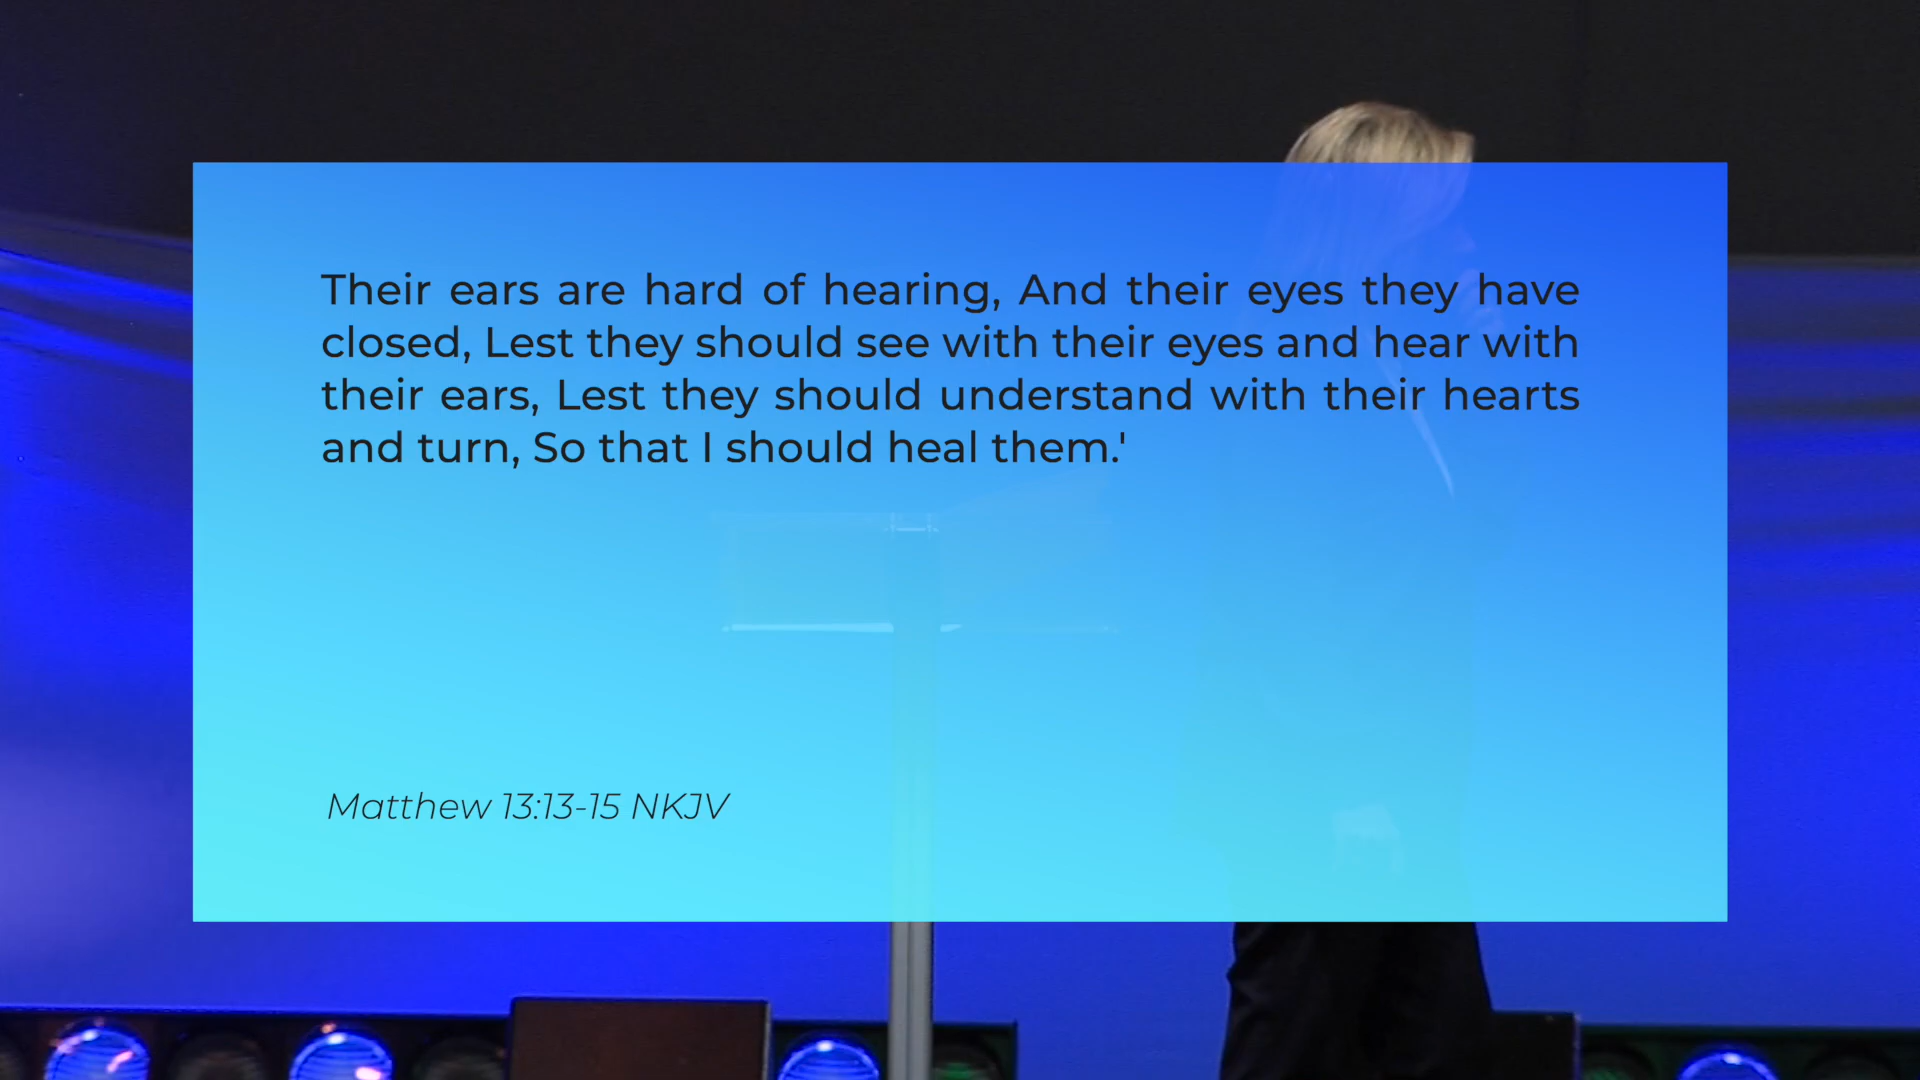 Their ears are hard of hearing, And their eyes they have
closed, Lest they should see with their eyes and hear with
their ears, Lest they should understand with their hearts
and turn, So that I should heal them.'
Matthew 13:13-15 NKJV